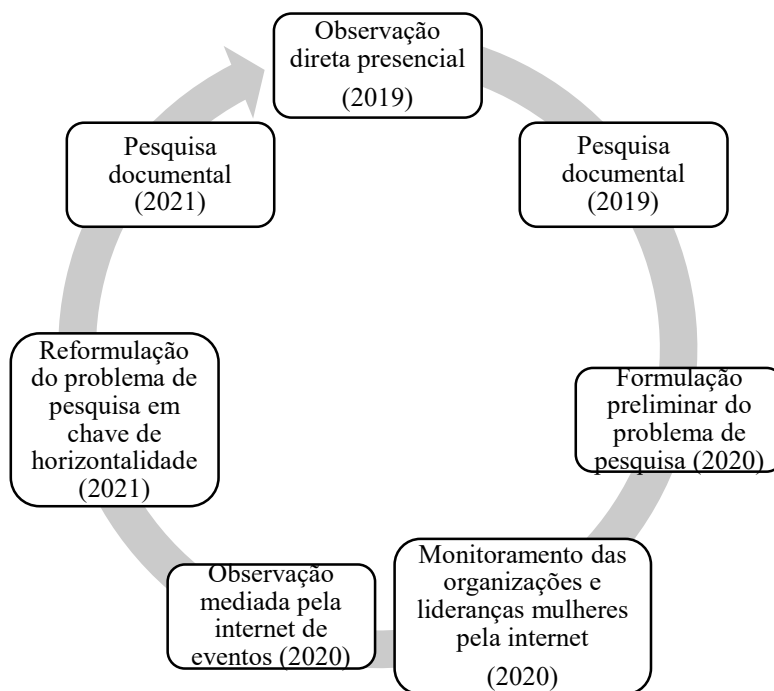 Observação
direta presencial
(2019)
Pesquisa
documental
(2019)
Formulação
preliminar do
problema de
pesquisa (2020)
Monitoramento das
organizações e
lideranças mulheres
pela internet
(2020)
Observação
mediada pela
internet de
eventos (2020)
Reformulação
do problema de
pesquisa em
chave de
horizontalidade
(2021)
Pesquisa
documental
(2021)